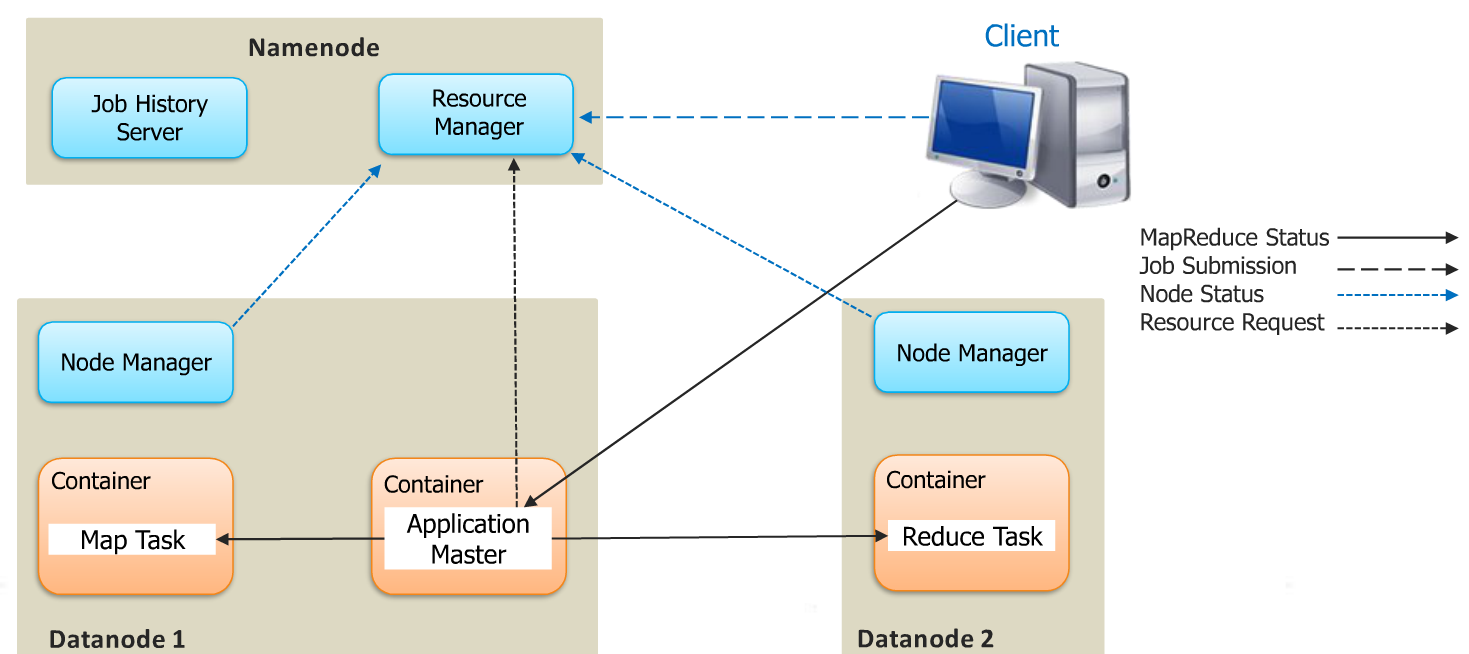 Namenode
Job History
Server
Resource
Manager
Client
MapReduce Status
Job Submission
Node Status
Resource Request
Node Manager
Container
Map Task
Container
Application
Master
Datanode 1
Node Manager
Container
Reduce Task
Datanode 2